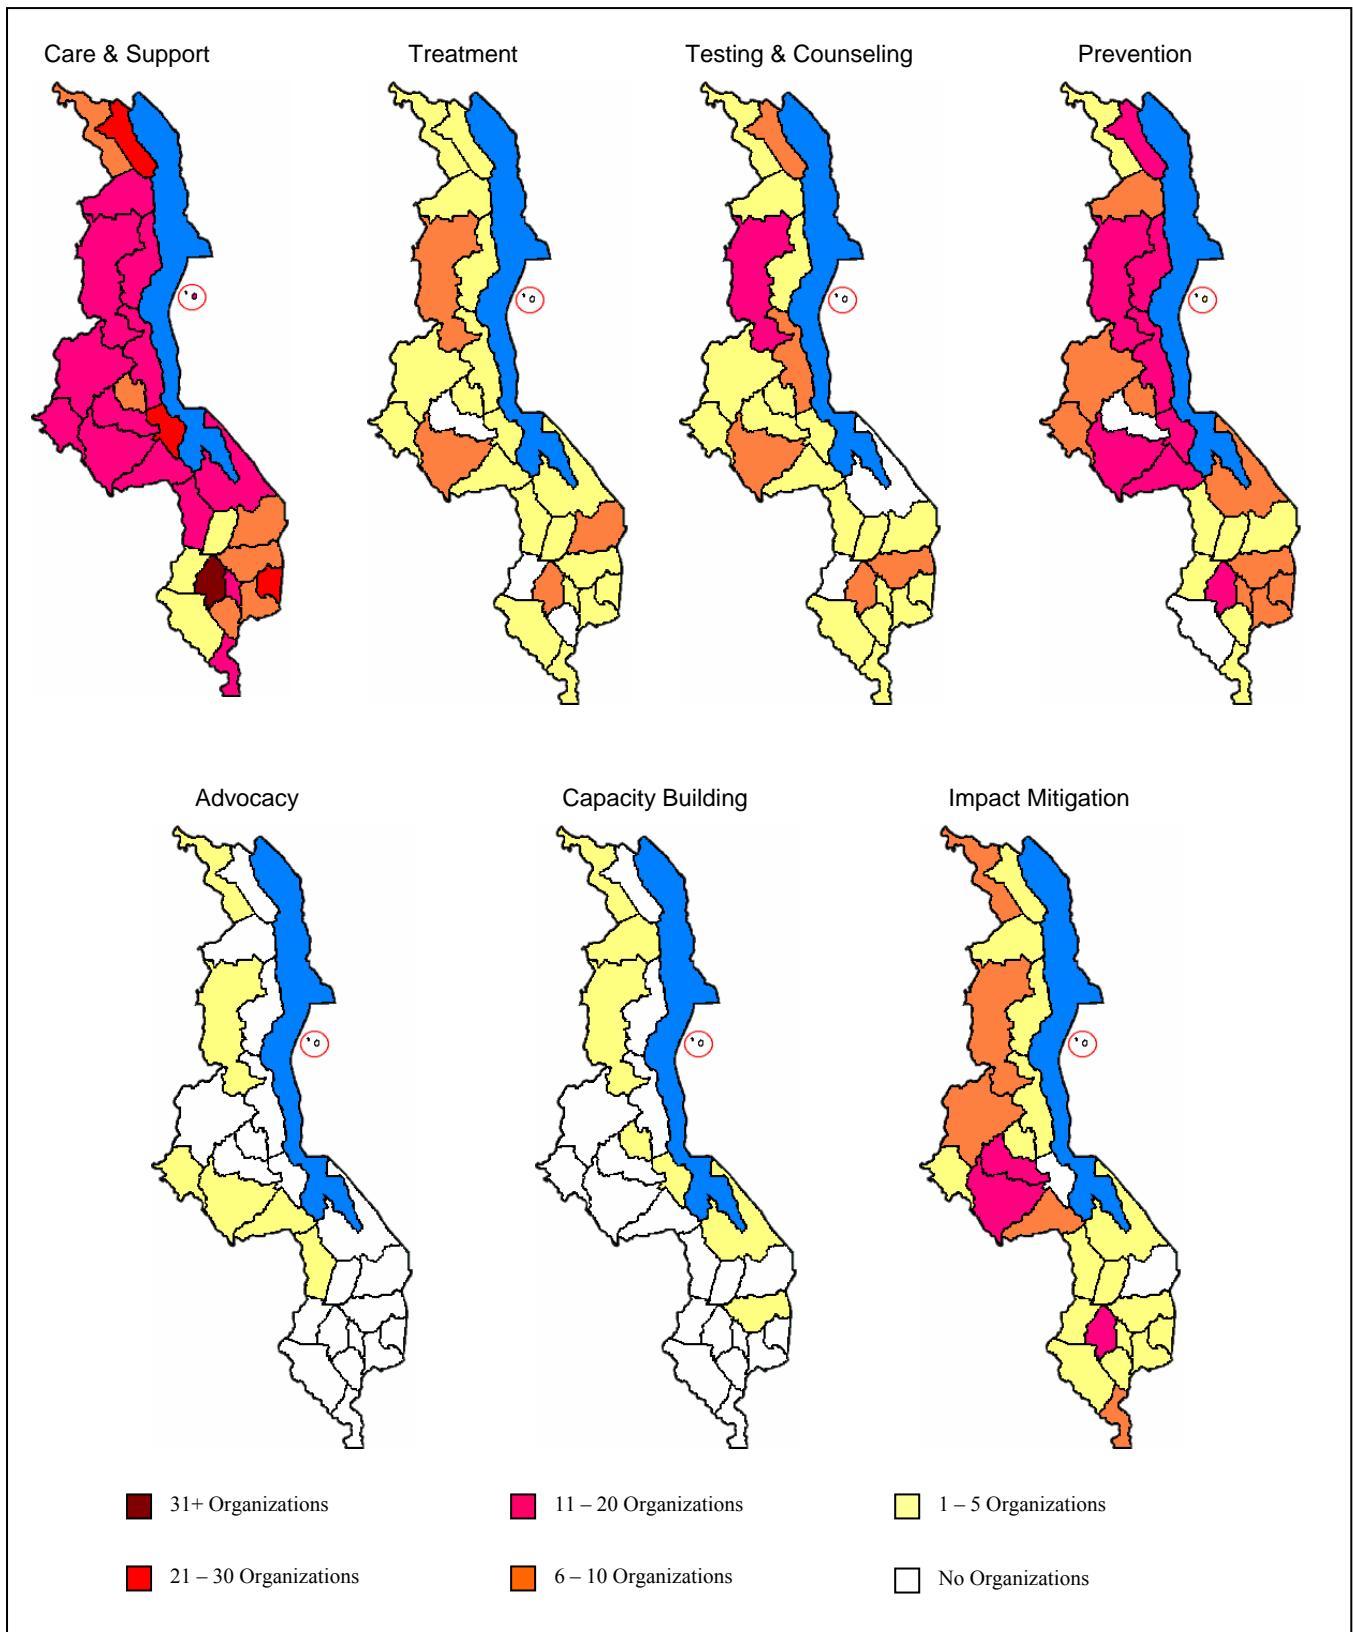 Care & Support
Treatment
Testing & Counseling
Prevention
Advocacy
Capacity Building
Impact Mitigation
31+ Organizations
11 – 20 Organizations
1 – 5 Organizations
21 – 30 Organizations
6 – 10 Organizations
No Organizations